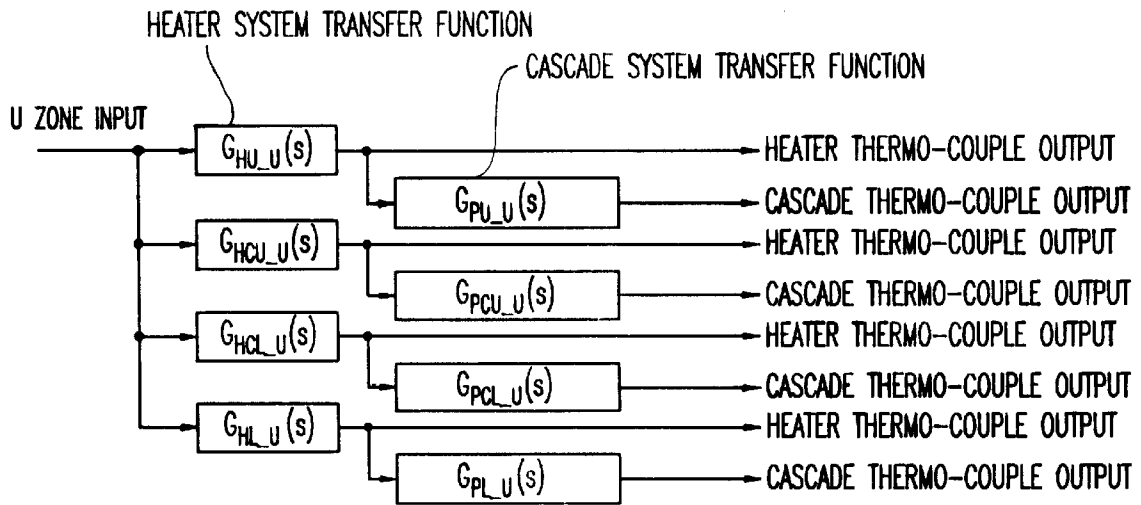 HEATER SYSTEM TRANSFER FUNCTION
CASCADE SYSTEM TRANSFER FUNCTION
U ZONE INPUT
G_HU_U(s)
HEATER THERMO-COUPLE OUTPUT
G_PU_U(s)
CASCADE THERMO-COUPLE OUTPUT
G_HCU_U(s)
HEATER THERMO-COUPLE OUTPUT
G_PCU_U(s)
CASCADE THERMO-COUPLE OUTPUT
G_HCL_U(s)
HEATER THERMO-COUPLE OUTPUT
G_PCL_U(s)
CASCADE THERMO-COUPLE OUTPUT
G_HL_U(s)
HEATER THERMO-COUPLE OUTPUT
G_PL_U(s)
CASCADE THERMO-COUPLE OUTPUT